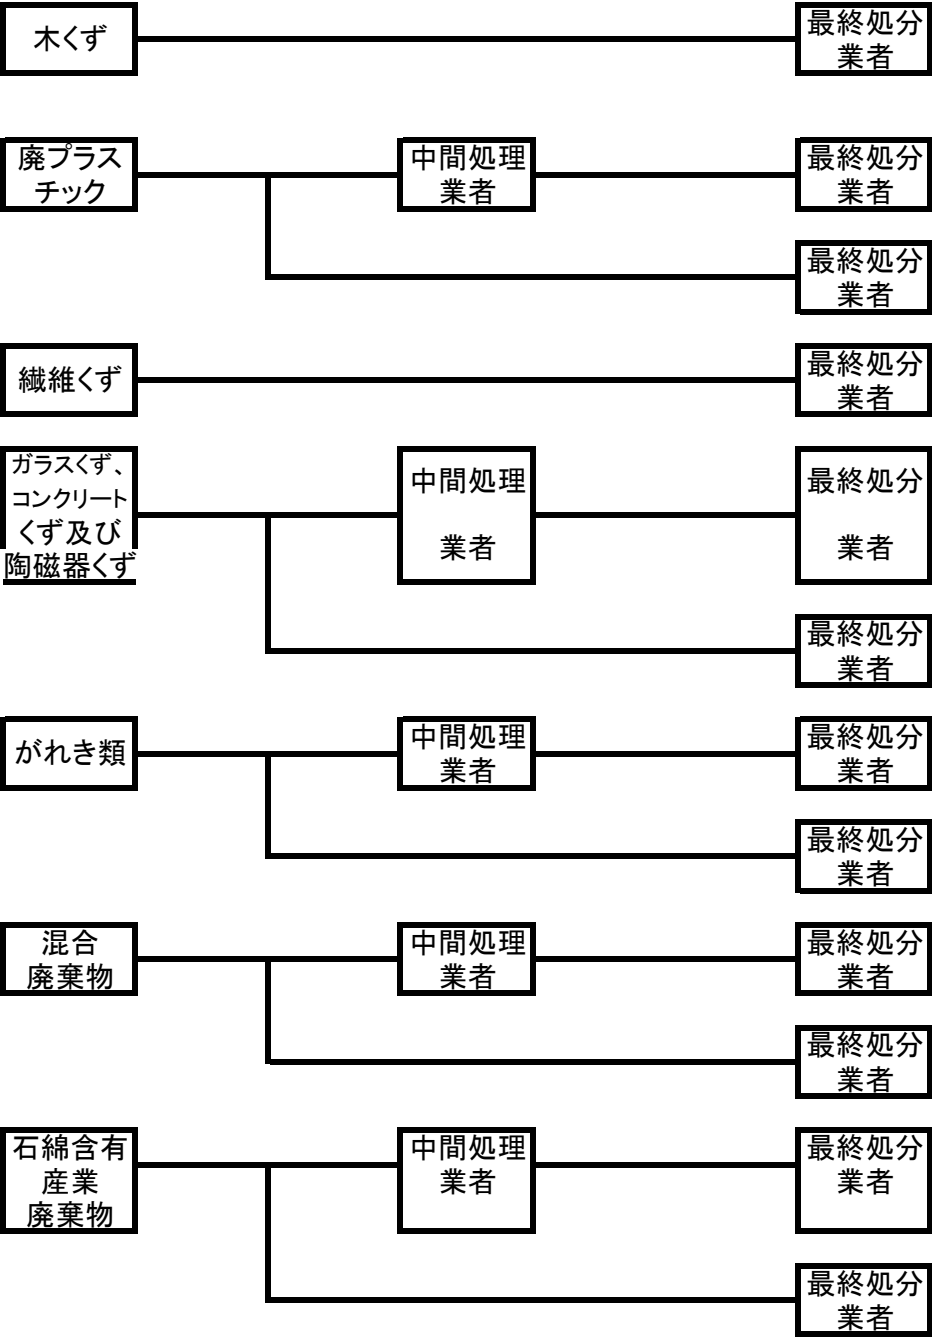 木くず
最終処分
業者
廃プラス
チック
中間処理
業者
最終処分
業者
最終処分
業者
繊維くず
最終処分
業者
ガラスくず、
コンクリート
くず及び
陶磁器くず
中間処理
業者
最終処分
業者
最終処分
業者
がれき類
中間処理
業者
最終処分
業者
最終処分
業者
混合
廃棄物
中間処理
業者
最終処分
業者
最終処分
業者
石綿含有
産業
廃棄物
中間処理
業者
最終処分
業者
最終処分
業者